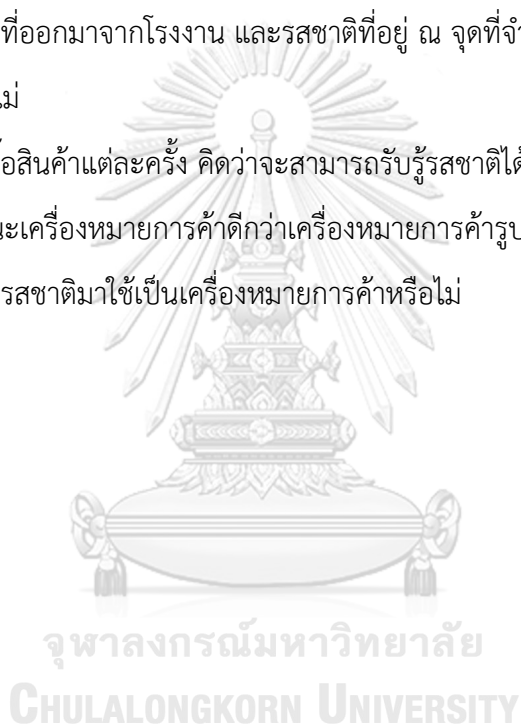 ที่ออกมาจากโรงงาน และรสชาติที่อยู่ ณ จุดที่จำ
ม่
อสินค้าแต่ละครั้ง คิดว่าจะสามารถรับรู้รสชาติได้
ะเครื่องหมายการค้าดีกว่าเครื่องหมายการค้ารูป
รสชาติมาใช้เป็นเครื่องหมายการค้าหรือไม่
จุฬาลงกรณ์มหาวิทยาลัย
CHULALONGKORN UNIVERSITY